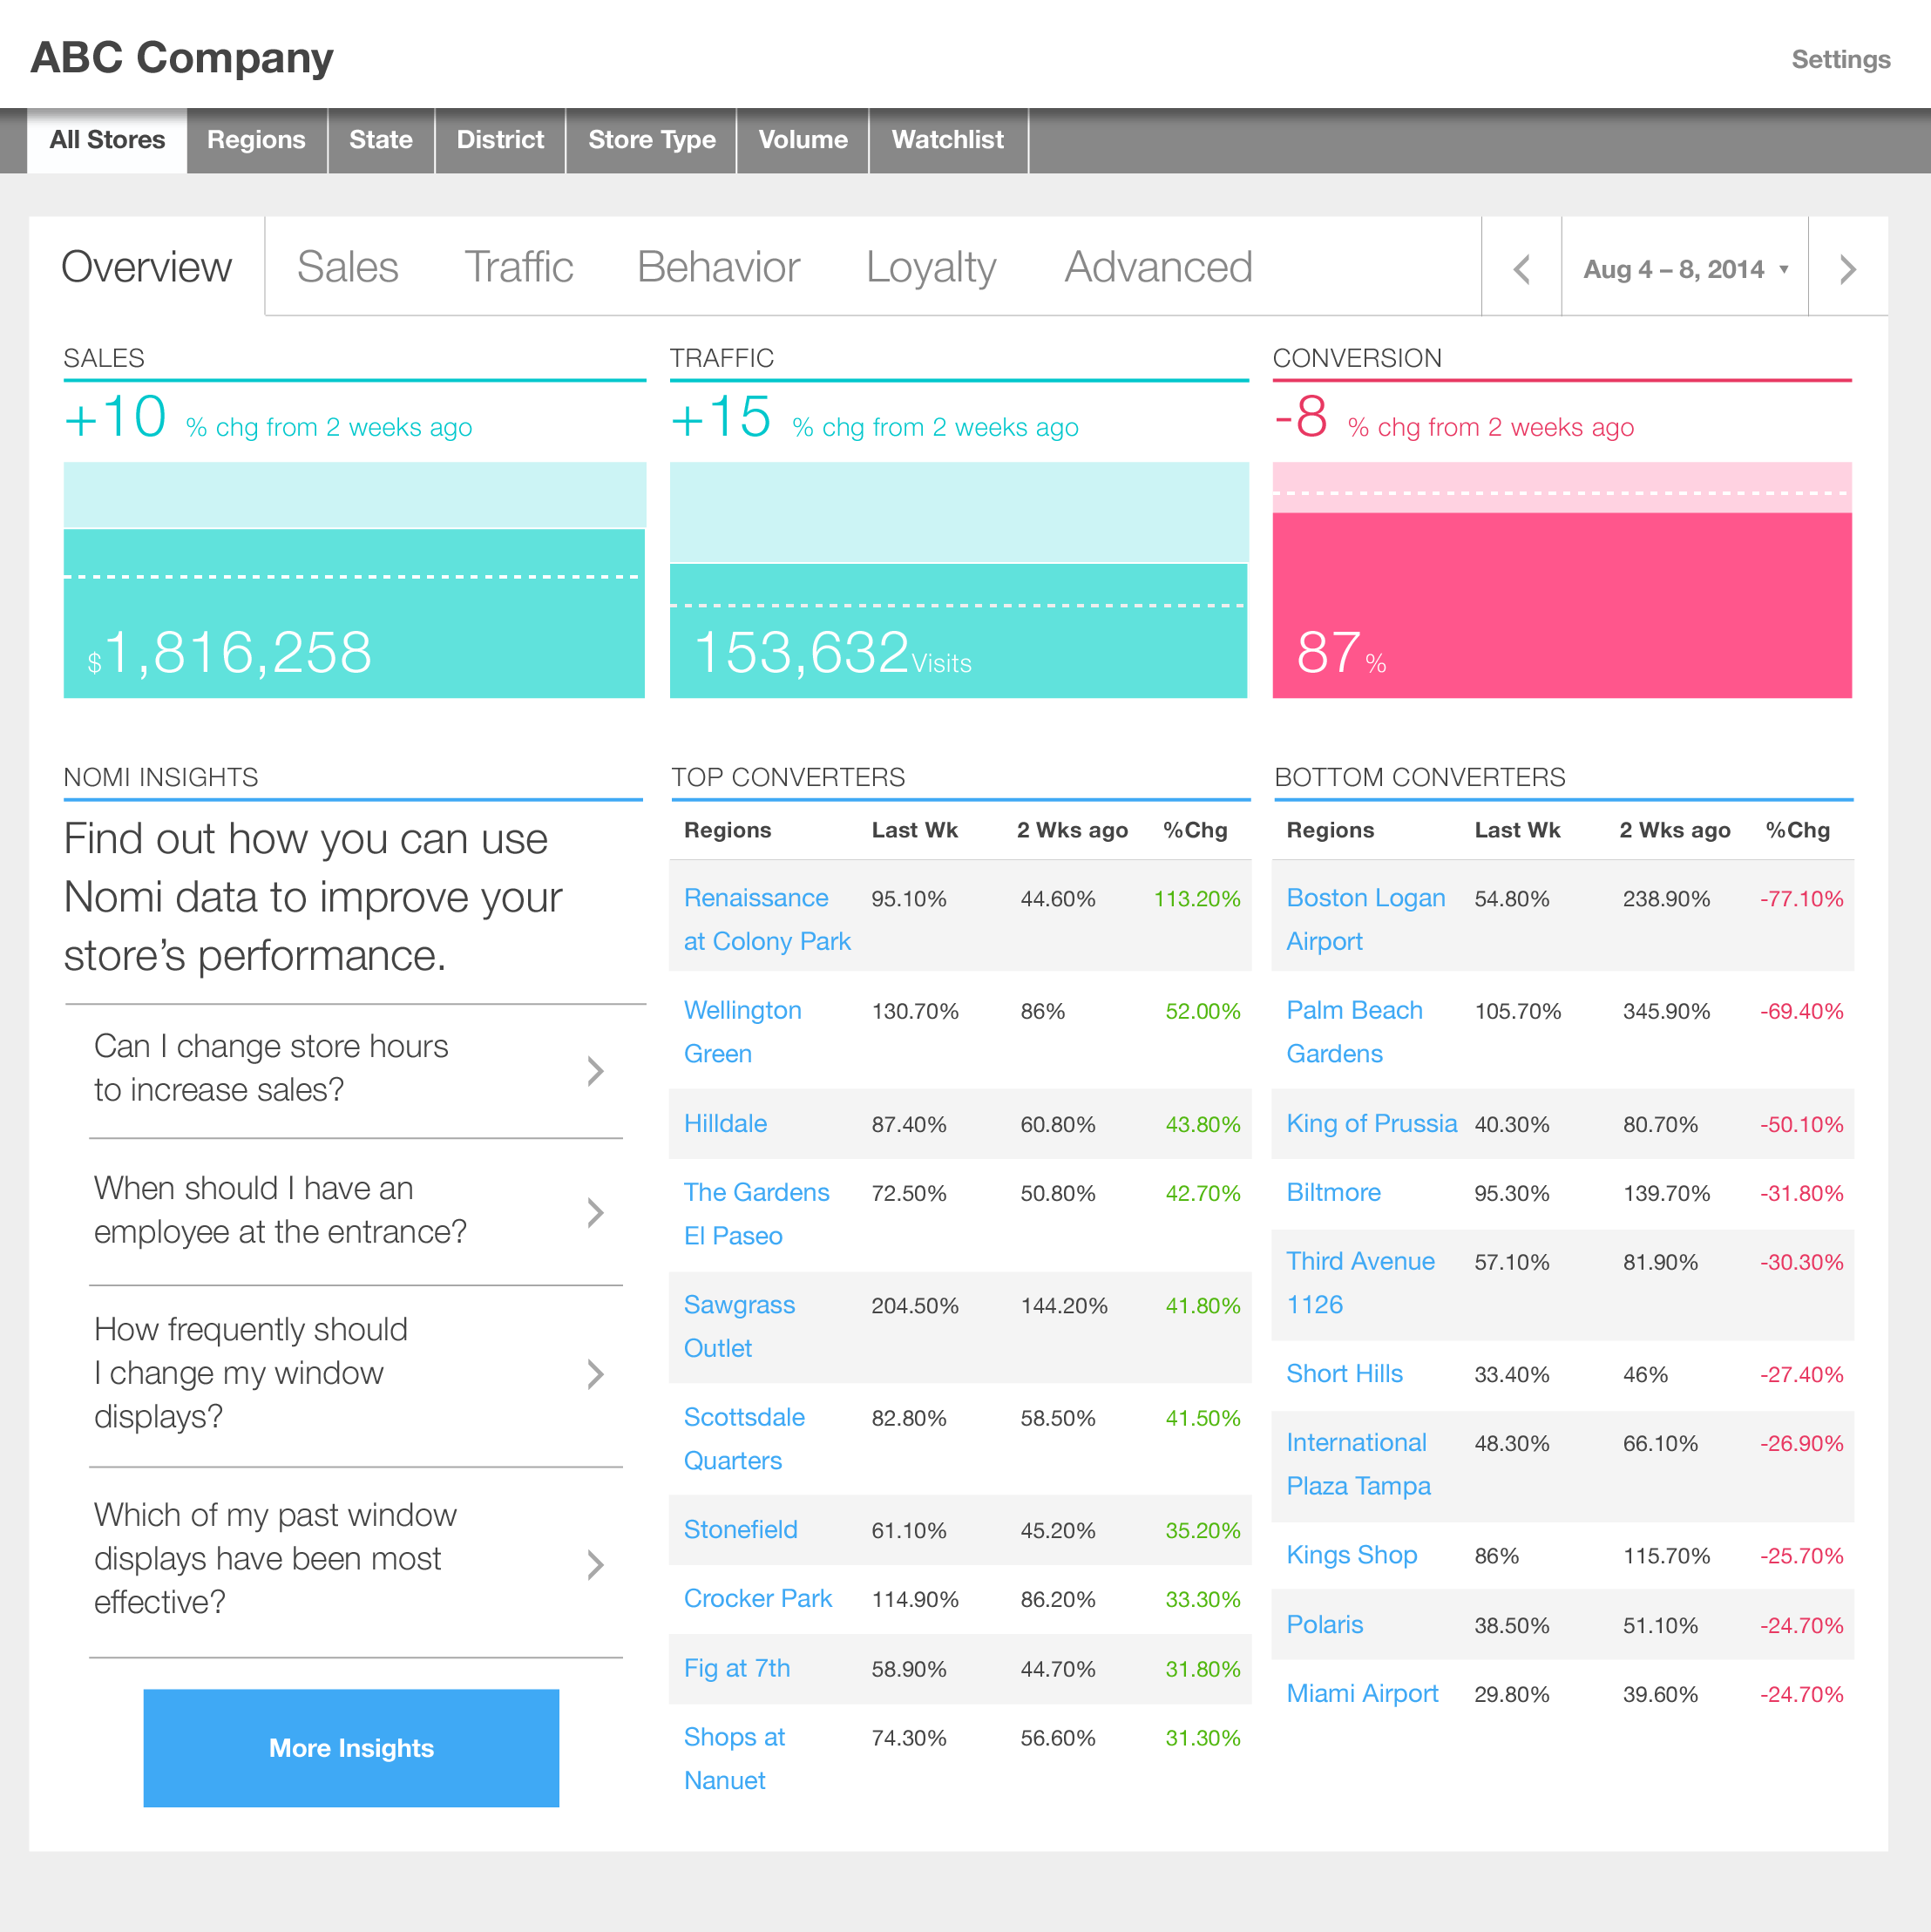 ABC Company
Settings
All Stores
Regions
State
District
Store Type
Volume
Watchlist
Overview
Sales
Traffic
Behavior
Loyalty
Advanced
Aug 4 – 8, 2014
SALES
+10 % chg from 2 weeks ago
$1,816,258
TRAFFIC
+15 % chg from 2 weeks ago
153,632 Visits
CONVERSION
-8 % chg from 2 weeks ago
87 %
NOMI INSIGHTS
Find out how you can use
Nomi data to improve your
store’s performance.
Can I change store hours
to increase sales?
When should I have an
employee at the entrance?
How frequently should
I change my window
displays?
Which of my past window
displays have been most
effective?
More Insights
TOP CONVERTERS
Regions Last Wk 2 Wks ago %Chg
Renaissance 95.10% 44.60% 113.20%
at Colony Park
Wellington 130.70% 86% 52.00%
Green
Hilldale 87.40% 60.80% 43.80%
The Gardens 72.50% 50.80% 42.70%
El Paseo
Sawgrass 204.50% 144.20% 41.80%
Outlet
Scottsdale 82.80% 58.50% 41.50%
Quarters
Stonefield 61.10% 45.20% 35.20%
Crocker Park 114.90% 86.20% 33.30%
Fig at 7th 58.90% 44.70% 31.80%
Shops at 74.30% 56.60% 31.30%
Nanuet
BOTTOM CONVERTERS
Regions Last Wk 2 Wks ago %Chg
Boston Logan 54.80% 238.90% -77.10%
Airport
Palm Beach 105.70% 345.90% -69.40%
Gardens
King of Prussia 40.30% 80.70% -50.10%
Biltmore 95.30% 139.70% -31.80%
Third Avenue 57.10% 81.90% -30.30%
1126
Short Hills 33.40% 46% -27.40%
International 48.30% 66.10% -26.90%
Plaza Tampa
Kings Shop 86% 115.70% -25.70%
Polaris 38.50% 51.10% -24.70%
Miami Airport 29.80% 39.60% -24.70%